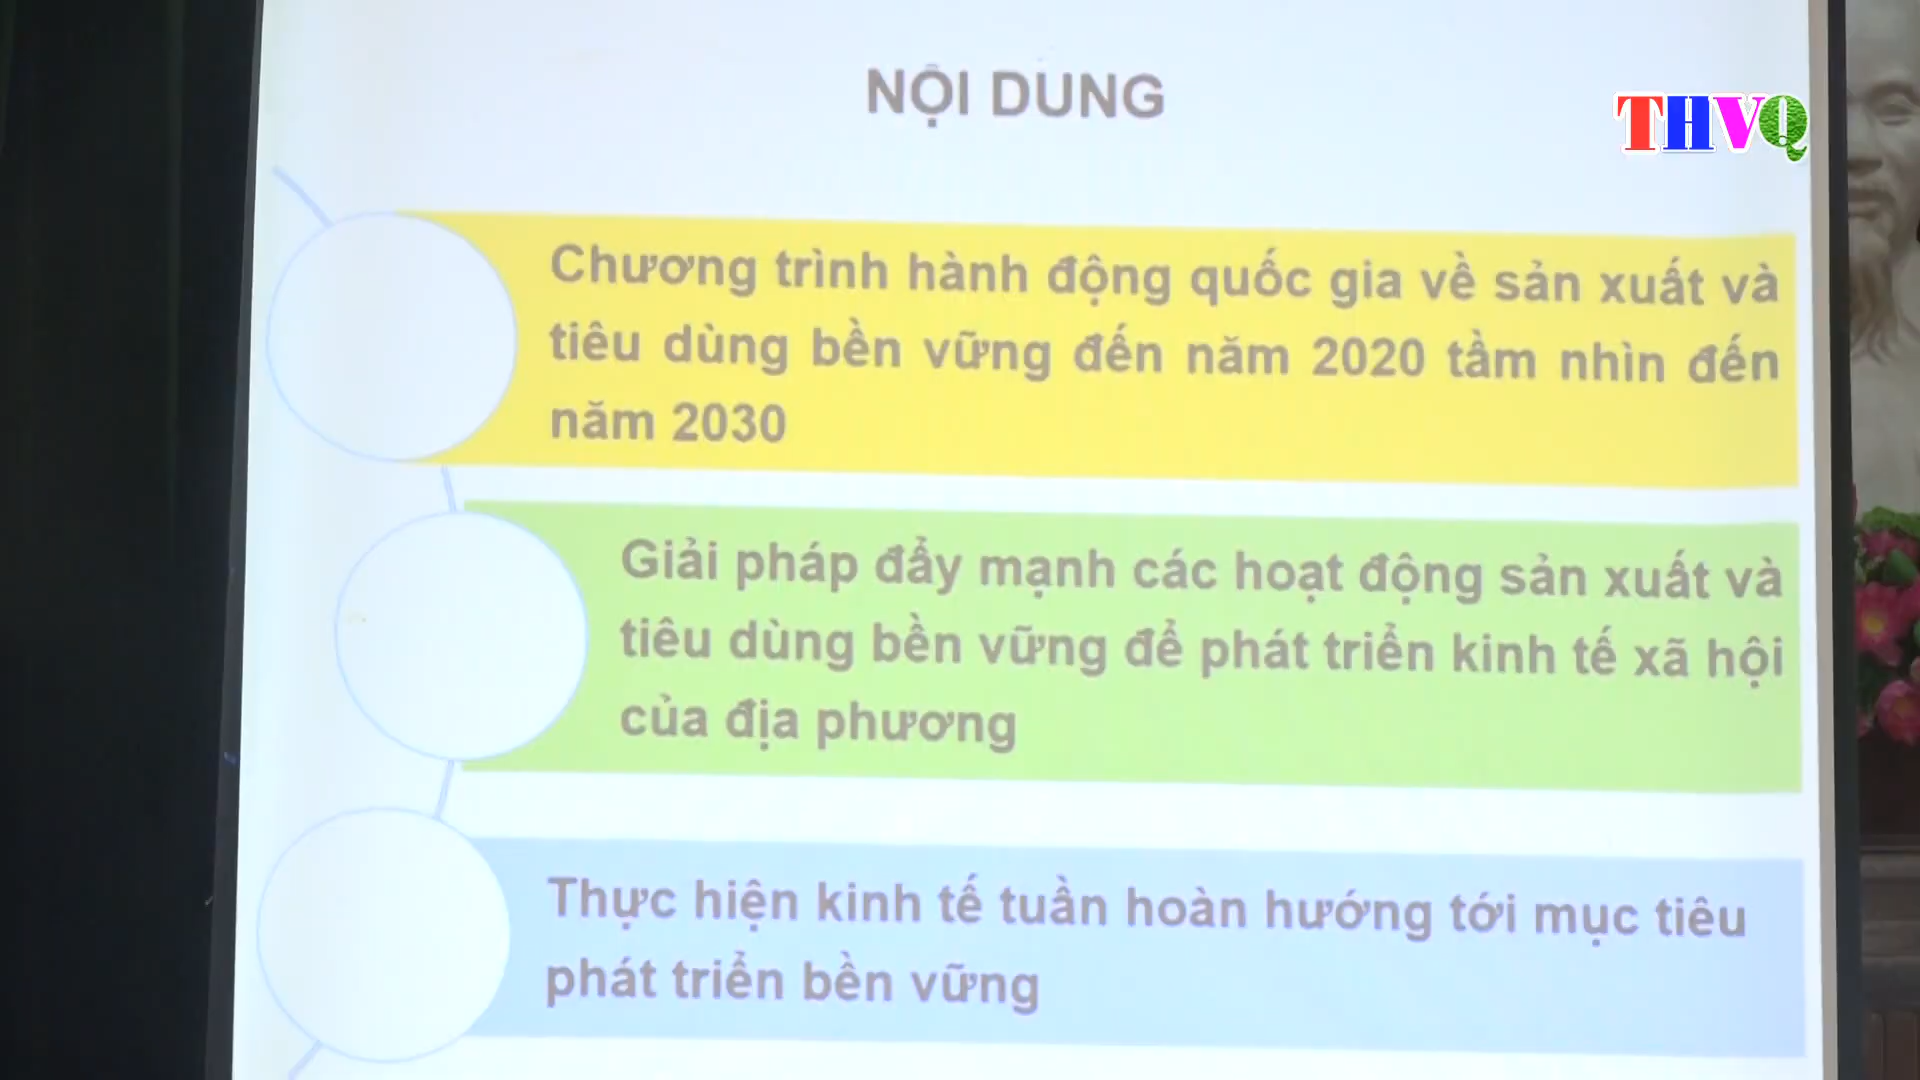 NỘI DUNG
THVQ
Chương trình hành động quốc gia về sản xuất và
tiêu dùng bền vững đến năm 2020 tầm nhìn đến
năm 2030
Giải pháp đẩy mạnh các hoạt động sản xuất và
tiêu dùng bền vững để phát triển kinh tế xã hội
của địa phương
Thực hiện kinh tế tuần hoàn hướng tới mục tiêu
phát triển bền vững